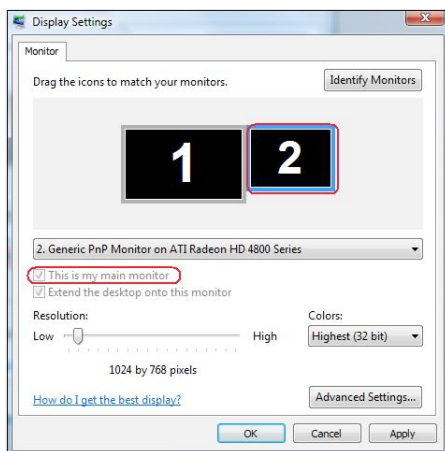 Display Settings
Monitor
Drag the icons to match your monitors.
Identify Monitors
1
2
2. Generic PnP Monitor on ATI Radeon HD 4800 Series
This is my main monitor
Extend the desktop onto this monitor
Resolution:
Colors:
Low
High
Highest (32 bit)
1024 by 768 pixels
How do I get the best display?
Advanced Settings...
OK
Cancel
Apply